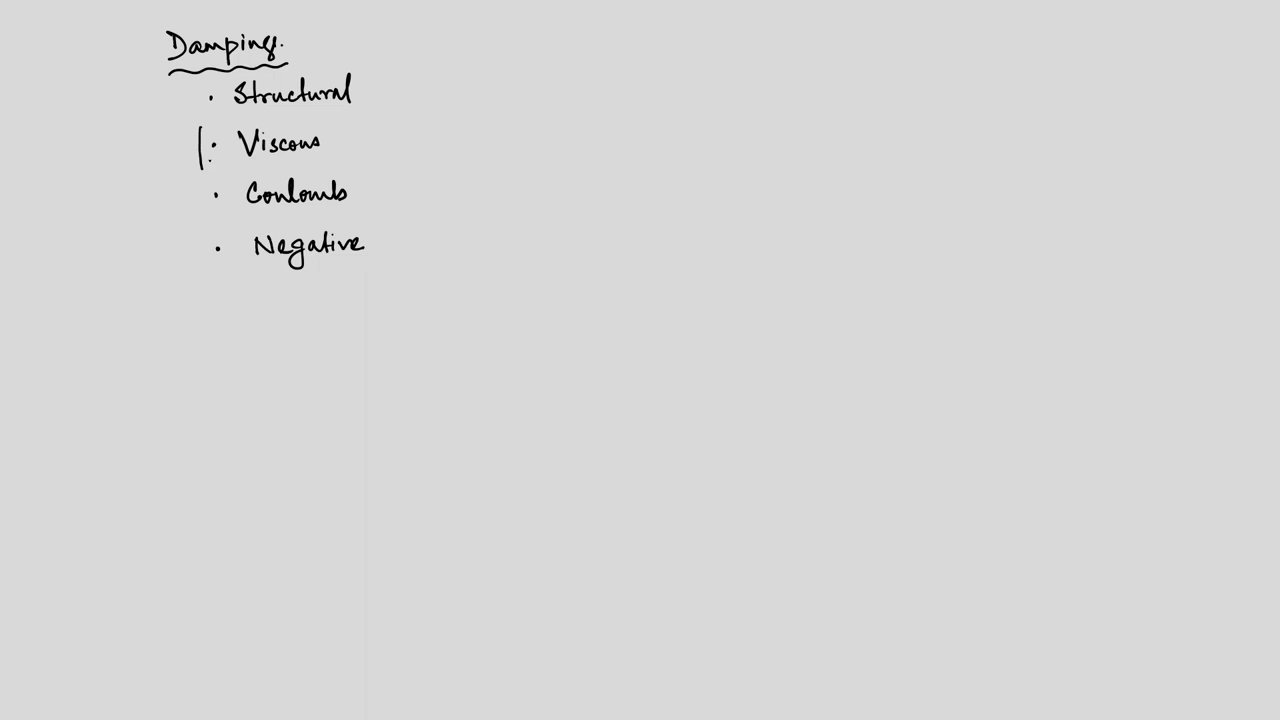 Damping.
• Structural
• Viscous
• Coulomb
• Negative